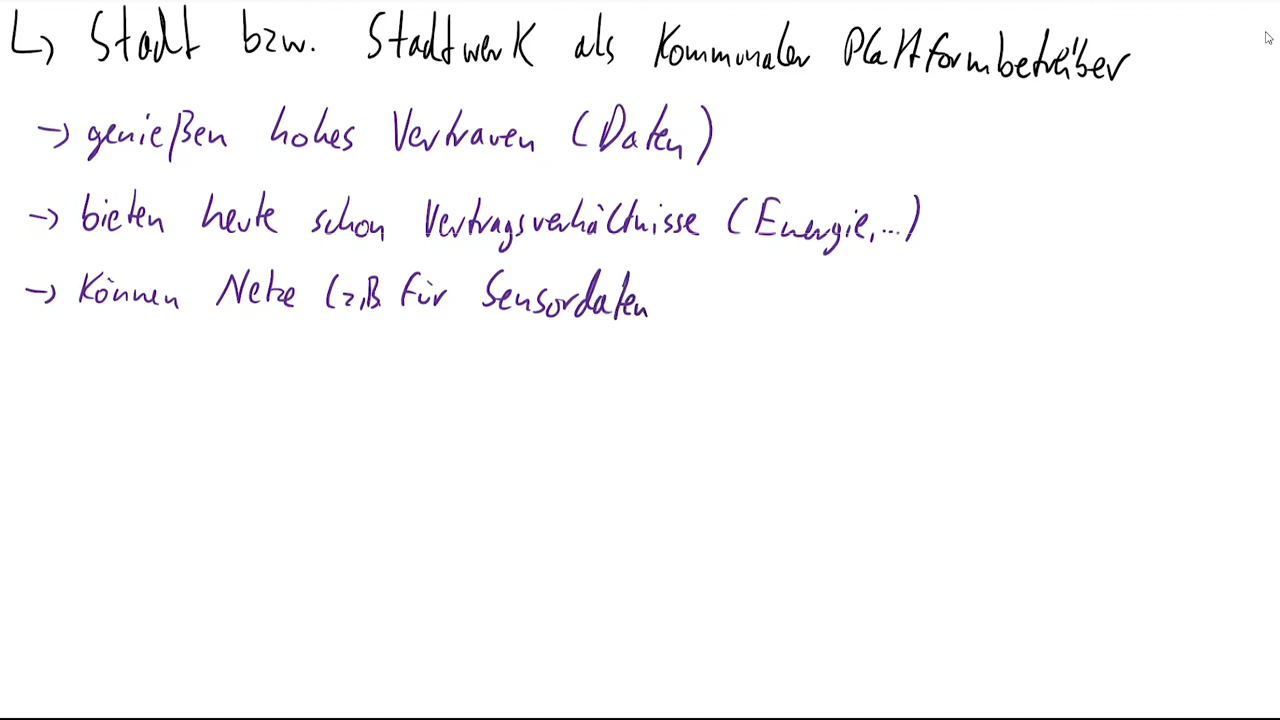 ↳ Stadt bzw. Stadtwerk als kommunaler Plattformbetreiber
→ genießen hohes Vertrauen (Daten)
→ bieten heute schon Vertragsverhältnisse (Energie,...)
→ können Netze (z.B für Sensordaten